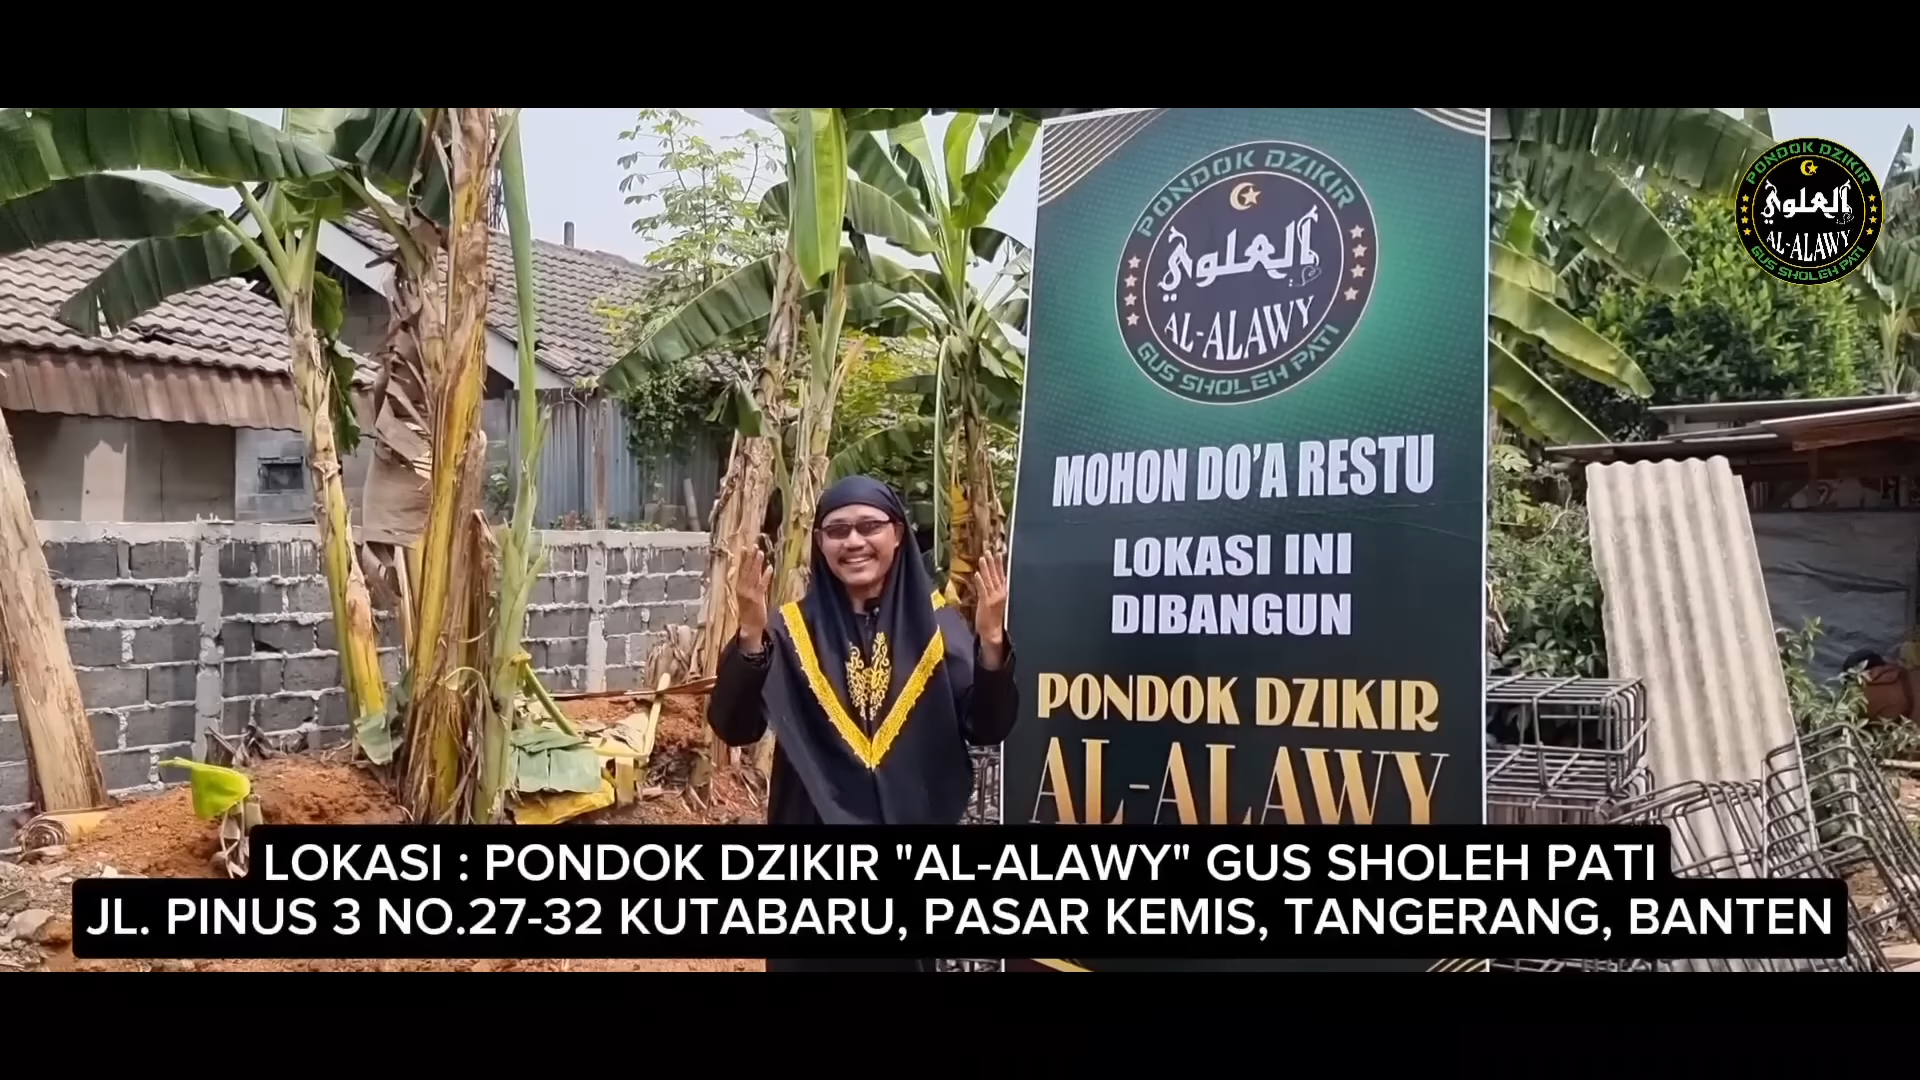 PONDOK DZIKIR
العلوي
AL-ALAWY
GUS SHOLEH PATI
MOHON DO'A RESTU
LOKASI INI
DIBANGUN
PONDOK DZIKIR
AL-ALAWY
PONDOK DZIKIR
العلوي
AL-ALAWY
GUS SHOLEH PATI
LOKASI : PONDOK DZIKIR "AL-ALAWY" GUS SHOLEH PATI
JL. PINUS 3 NO.27-32 KUTABARU, PASAR KEMIS, TANGERANG, BANTEN